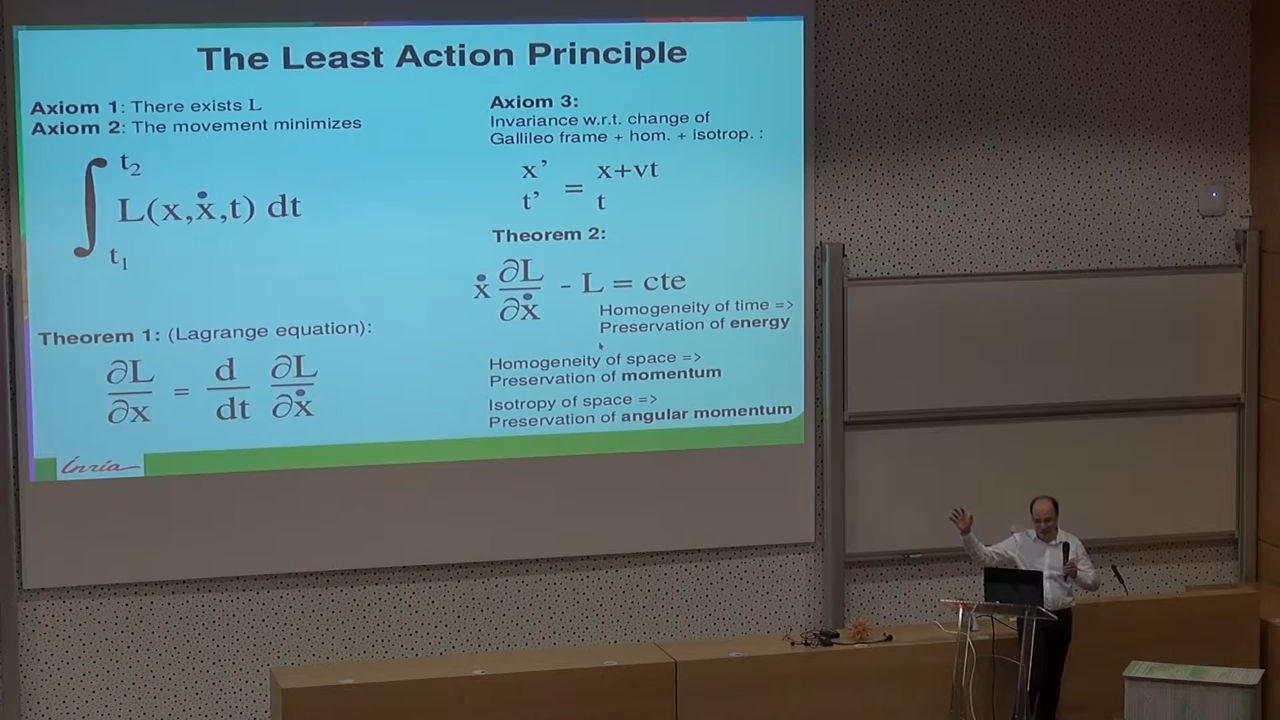 The Least Action Principle
Axiom 1: There exists L
Axiom 2: The movement minimizes
∫ t₁ t₂ L(x,ẋ,t) dt
Theorem 1: (Lagrange equation):
∂L/∂x = d/dt ∂L/∂ẋ
Axiom 3:
Invariance w.r.t. change of
Gallileo frame + hom. + isotrop. :
x’ = x+vt
t’ = t
Theorem 2:
ẋ ∂L/∂ẋ - L = cte
Homogeneity of time =>
Preservation of energy
Homogeneity of space =>
Preservation of momentum
Isotropy of space =>
Preservation of angular momentum
Inria